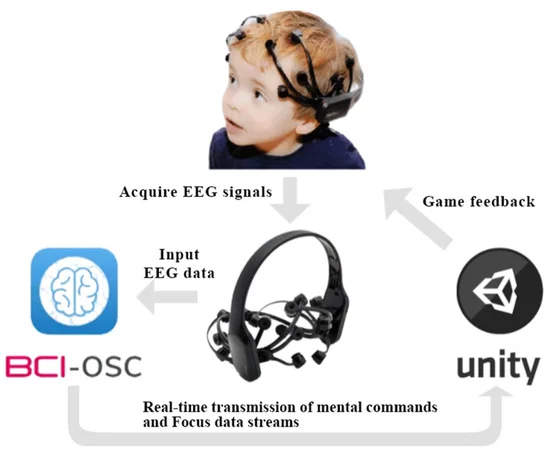 Acquire EEG signals
Game feedback
Input
EEG data
BCI-OSC
unity
Real-time transmission of mental commands
and Focus data streams